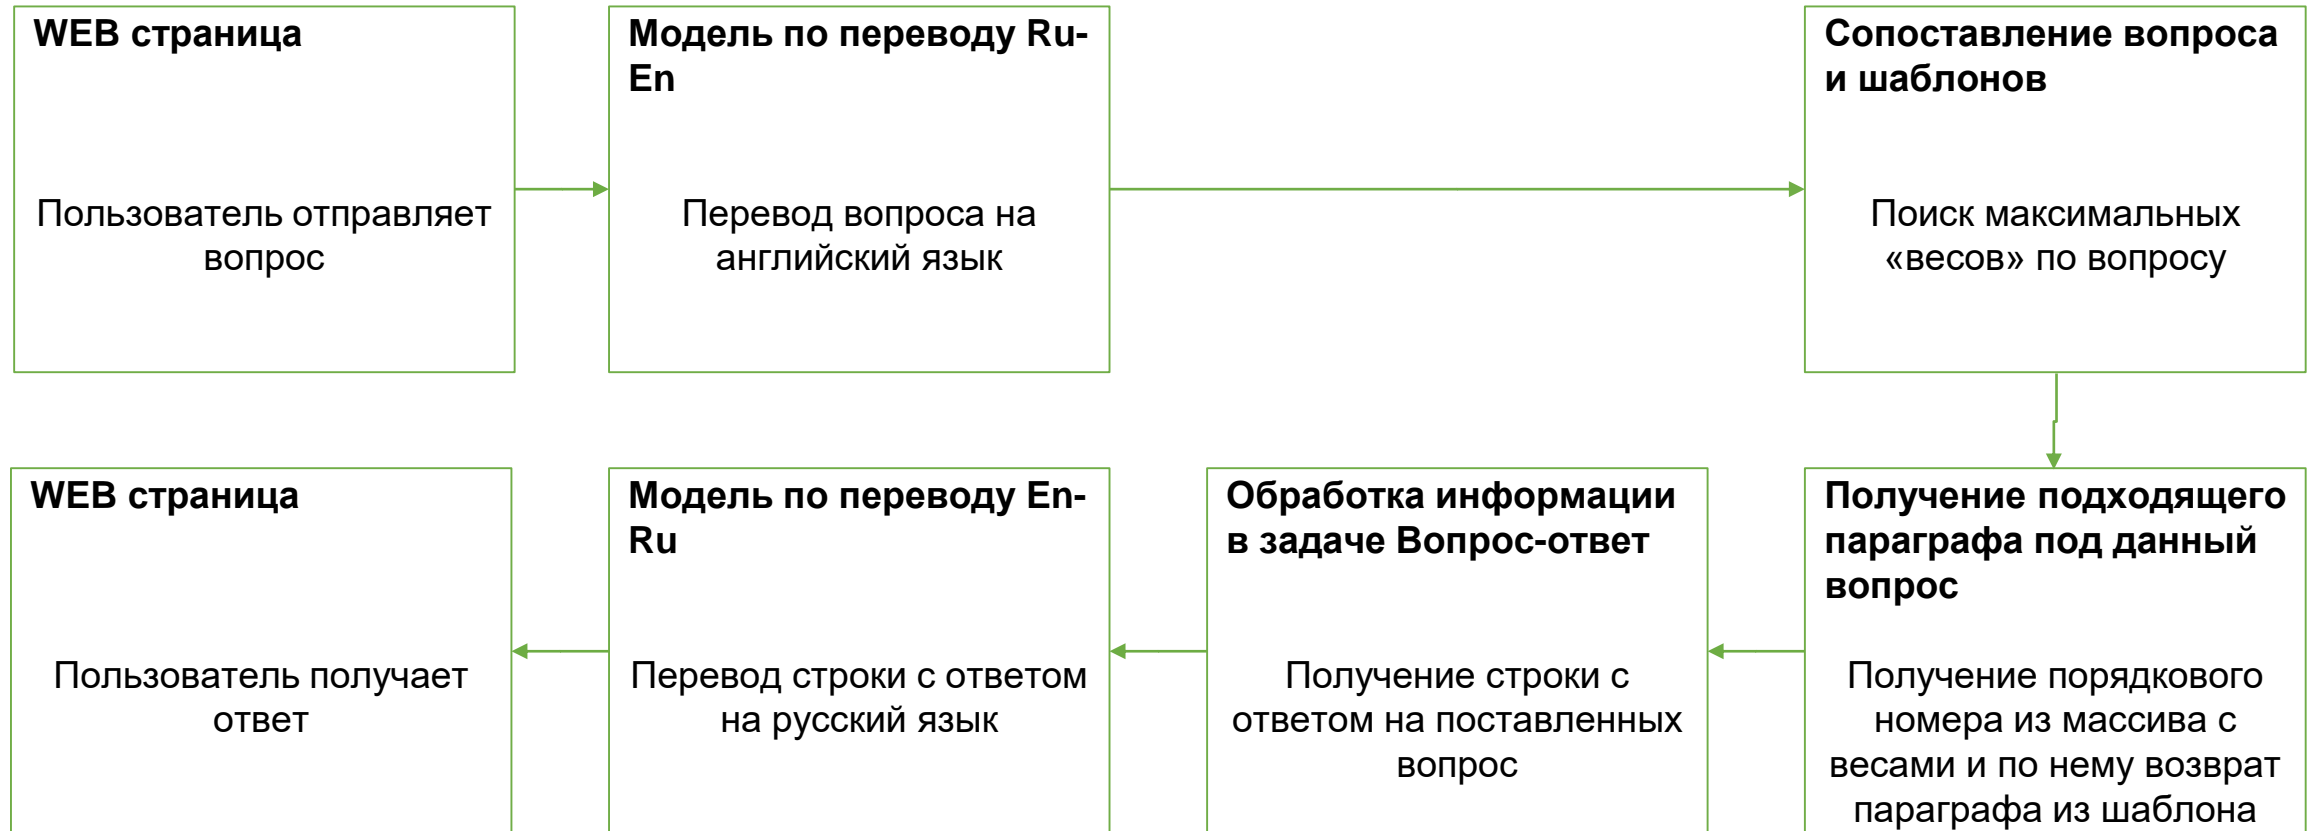 WEB страница
Пользователь отправляет
вопрос
Модель по переводу Ru-
En
Перевод вопроса на
английский язык
Сопоставление вопроса
и шаблонов
Поиск максимальных
«весов» по вопросу
WEB страница
Пользователь получает
ответ
Модель по переводу En-
Ru
Перевод строки с ответом
на русский язык
Обработка информации
в задаче Вопрос-ответ
Получение строки с
ответом на поставленных
вопрос
Получение подходящего
параграфа под данный
вопрос
Получение порядкового
номера из массива с
весами и по нему возврат
параграфа из шаблона